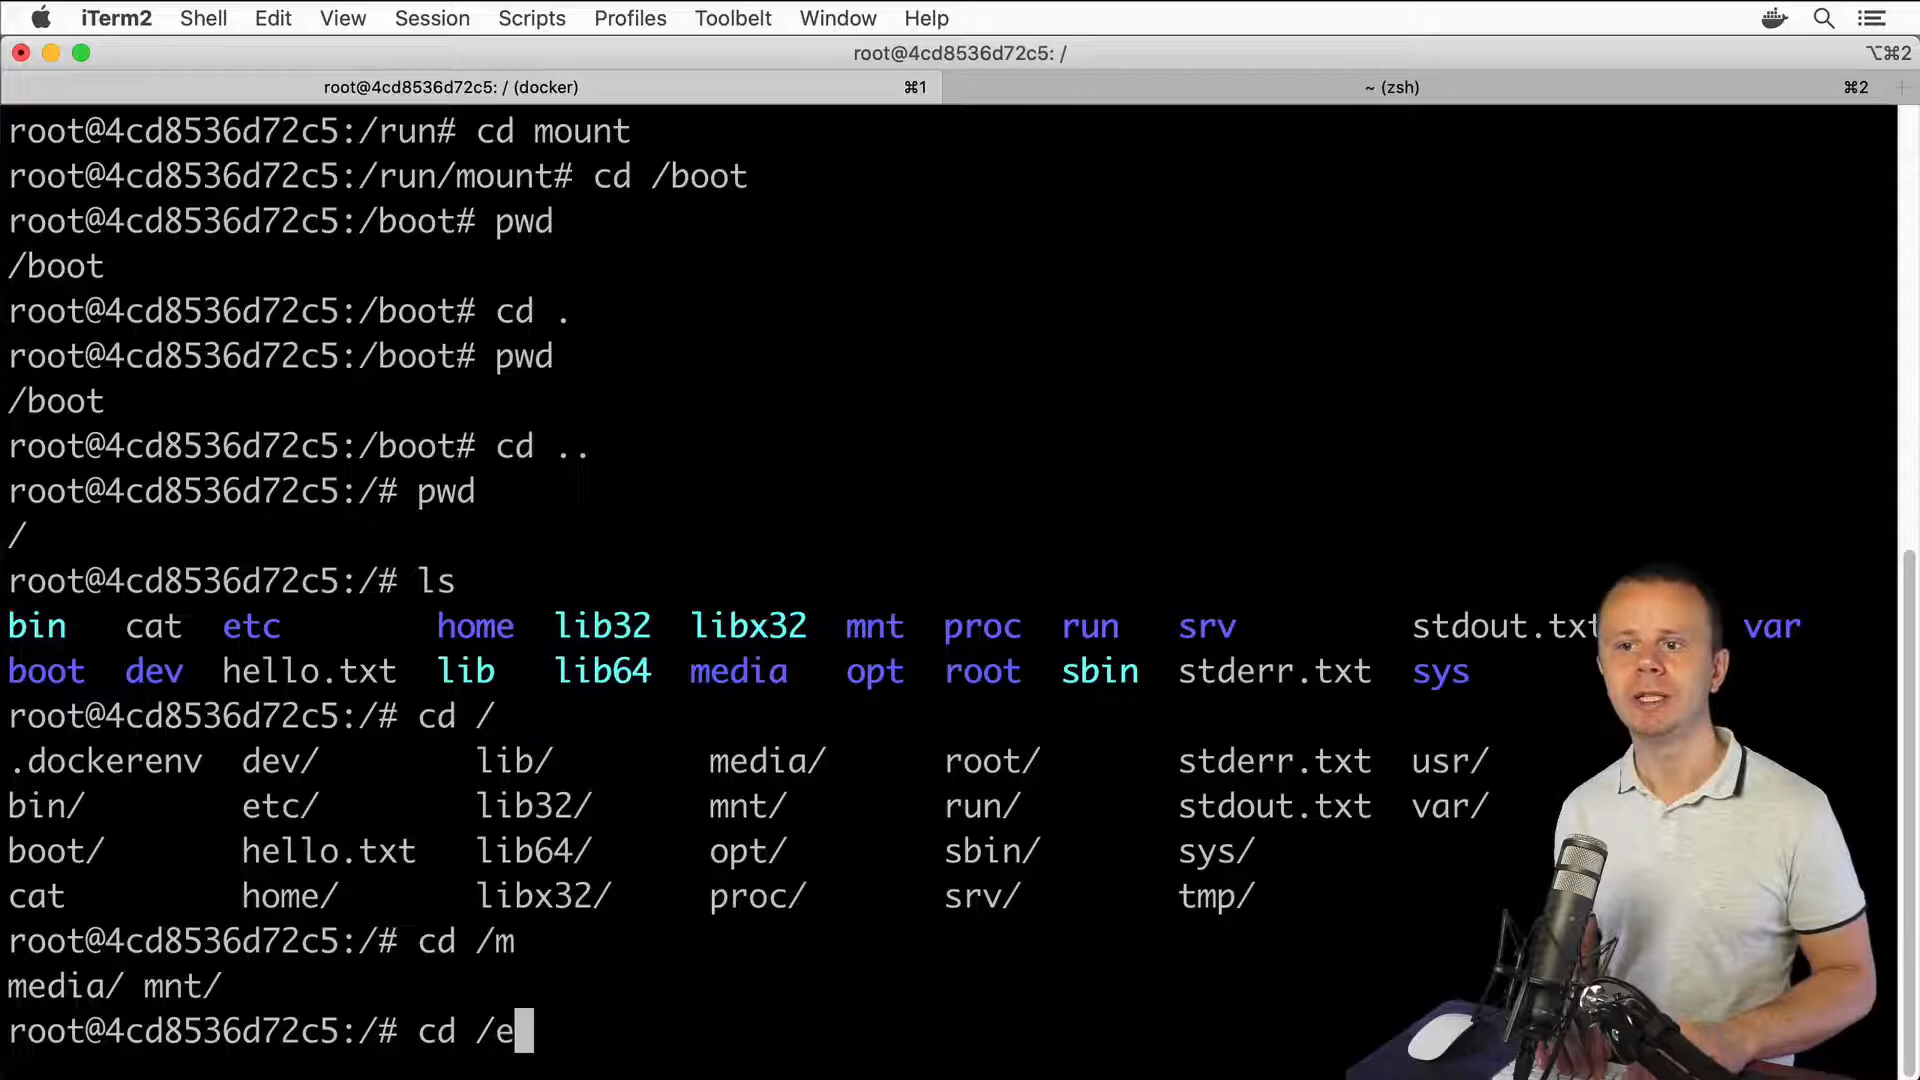 iTerm2 Shell Edit View Session Scripts Profiles Toolbelt Window Help
root@4cd8536d72c5: / ⌥⌘2
root@4cd8536d72c5: / (docker) ⌘1 ~ (zsh) ⌘2
root@4cd8536d72c5:/run# cd mount
root@4cd8536d72c5:/run/mount# cd /boot
root@4cd8536d72c5:/boot# pwd
/boot
root@4cd8536d72c5:/boot# cd .
root@4cd8536d72c5:/boot# pwd
/boot
root@4cd8536d72c5:/boot# cd ..
root@4cd8536d72c5:/# pwd
/
root@4cd8536d72c5:/# ls
bin cat etc home lib32 libx32 mnt proc run srv stdout.txt var
boot dev hello.txt lib lib64 media opt root sbin stderr.txt sys
root@4cd8536d72c5:/# cd /
.dockerenv dev/ lib/ media/ root/ stderr.txt usr/
bin/ etc/ lib32/ mnt/ run/ stdout.txt var/
boot/ hello.txt lib64/ opt/ sbin/ sys/
cat home/ libx32/ proc/ srv/ tmp/
root@4cd8536d72c5:/# cd /m
media/ mnt/
root@4cd8536d72c5:/# cd /e